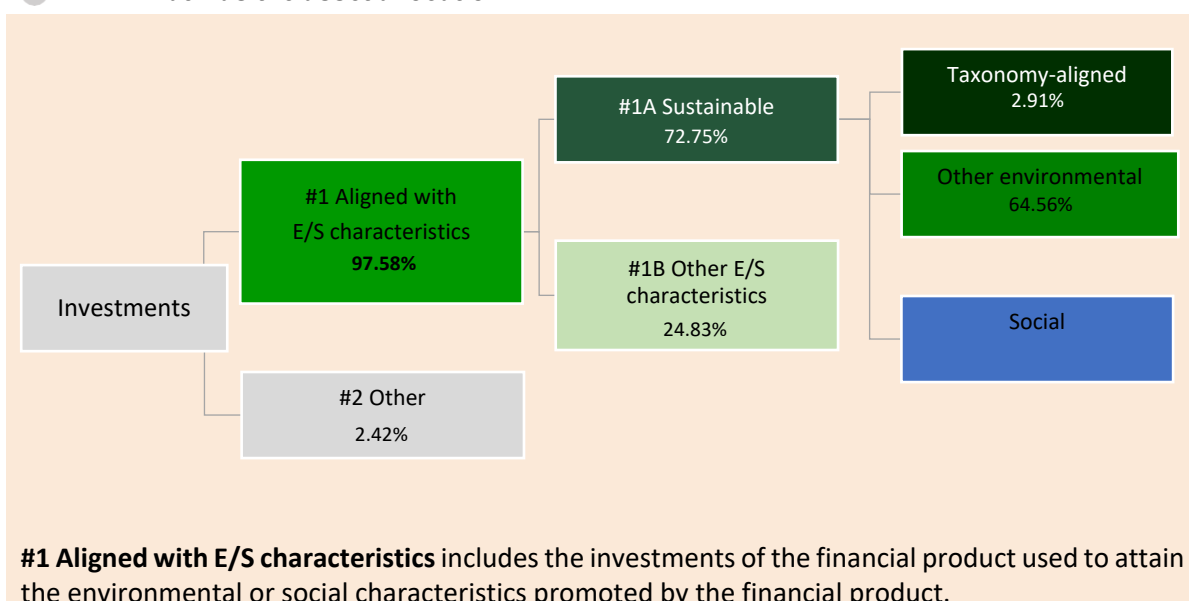 Investments
#1 Aligned with
E/S characteristics
97.58%
#2 Other
2.42%
#1A Sustainable
72.75%
#1B Other E/S
characteristics
24.83%
Taxonomy-aligned
2.91%
Other environmental
64.56%
Social
#1 Aligned with E/S characteristics includes the investments of the financial product used to attain
the environmental or social characteristics promoted by the financial product.